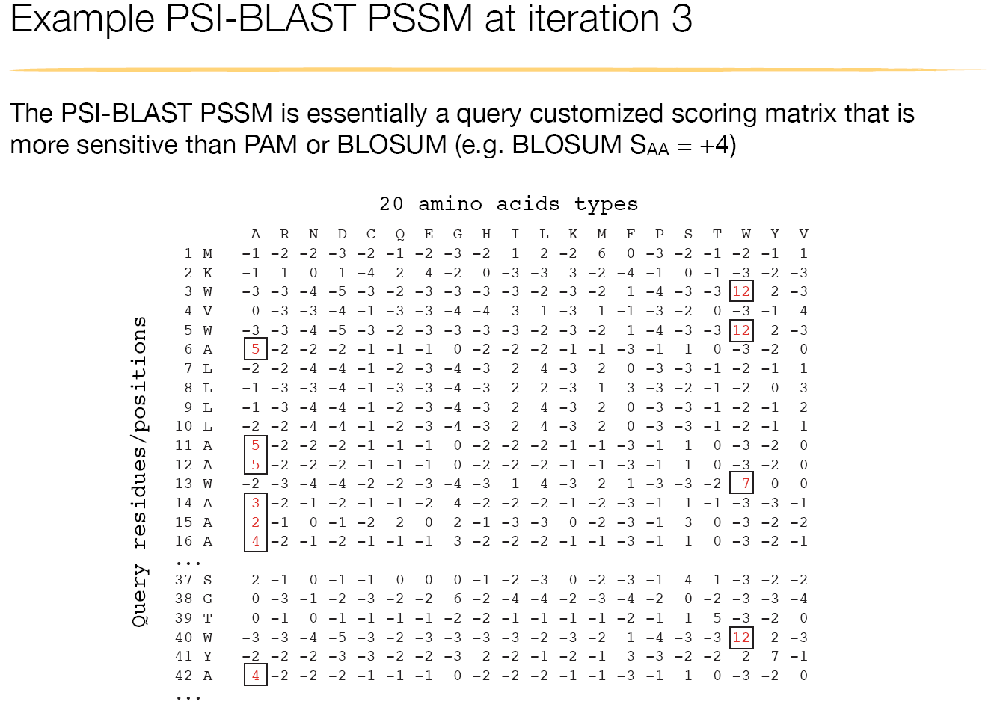 Example PSI-BLAST PSSM at iteration 3
The PSI-BLAST PSSM is essentially a query customized scoring matrix that is
more sensitive than PAM or BLOSUM (e.g. BLOSUM SAA = +4)
20 amino acids types
A R N D C Q E G H I L K M F P S T W Y V
1 M -1 -2 -2 -3 -2 -1 -2 -3 -2 1 2 -2 6 0 -3 -2 -1 -2 -1 1
2 K -1 1 0 1 -4 2 4 -2 0 -3 -3 3 -2 -4 -1 0 -1 -3 -2 -3
3 W -3 -3 -4 -5 -3 -2 -3 -3 -3 -3 -2 -3 -2 1 -4 -3 -3 12 2 -3
4 V 0 -3 -3 -4 -1 -3 -3 -4 -4 3 1 -3 1 -1 -3 -2 0 -3 -1 4
5 W -3 -3 -4 -5 -3 -2 -3 -3 -3 -3 -2 -3 -2 1 -4 -3 -3 12 2 -3
6 A 5 -2 -2 -2 -1 -1 -1 0 -2 -2 -2 -1 -1 -3 -1 1 0 -3 -2 0
7 L -2 -2 -4 -4 -1 -2 -3 -4 -3 2 4 -3 2 0 -3 -3 -1 -2 -1 1
8 L -1 -3 -3 -4 -1 -3 -3 -4 -3 2 2 -3 1 3 -3 -2 -1 -2 0 3
9 L -1 -3 -4 -4 -1 -2 -3 -4 -3 2 4 -3 2 0 -3 -3 -1 -2 -1 2
10 L -2 -2 -4 -4 -1 -2 -3 -4 -3 2 4 -3 2 0 -3 -3 -1 -2 -1 1
11 A 5 -2 -2 -2 -1 -1 -1 0 -2 -2 -2 -1 -1 -3 -1 1 0 -3 -2 0
12 A 5 -2 -2 -2 -1 -1 -1 0 -2 -2 -2 -1 -1 -3 -1 1 0 -3 -2 0
13 W -2 -3 -4 -4 -2 -2 -3 -4 -3 1 4 -3 2 1 -3 -3 -2 7 0 0
14 A 3 -2 -1 -2 -1 -1 -2 4 -2 -2 -2 -1 -2 -3 -1 1 -1 -3 -3 -1
15 A 2 -1 0 -1 -2 2 0 2 -1 -3 -3 0 -2 -3 -1 3 0 -3 -2 -2
16 A 4 -2 -1 -2 -1 -1 -1 3 -2 -2 -2 -1 -1 -3 -1 1 0 -3 -2 -1
...
37 S 2 -1 0 -1 -1 0 0 0 -1 -2 -3 0 -2 -3 -1 4 1 -3 -2 -2
38 G 0 -3 -1 -2 -3 -2 -2 6 -2 -4 -4 -2 -3 -4 -2 0 -2 -3 -3 -4
39 T 0 -1 0 -1 -1 -1 -1 -2 -2 -1 -1 -1 -1 -2 -1 1 5 -3 -2 0
40 W -3 -3 -4 -5 -3 -2 -3 -3 -3 -3 -2 -3 -2 1 -4 -3 -3 12 2 -3
41 Y -2 -2 -2 -3 -3 -2 -2 -3 2 -2 -1 -2 -1 3 -3 -2 -2 2 7 -1
42 A 4 -2 -2 -2 -1 -1 -1 0 -2 -2 -2 -1 -1 -3 -1 1 0 -3 -2 0
...
Query residues/positions